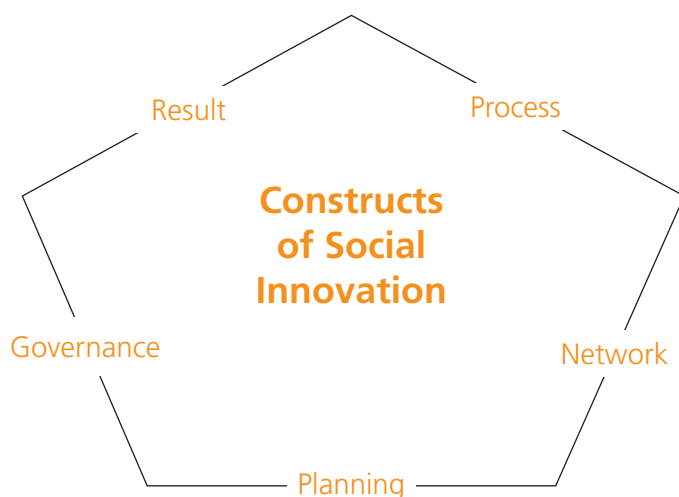 Result
Process
Constructs
of Social
Innovation
Governance
Network
Planning